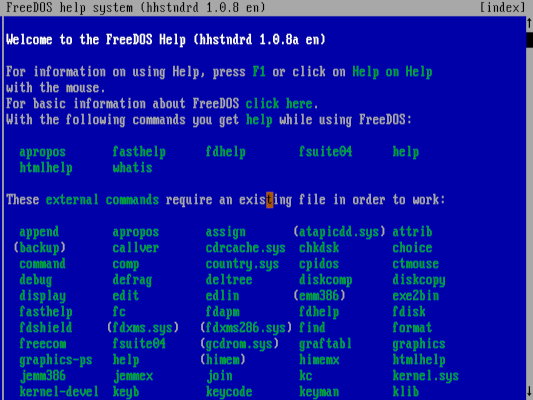 FreeDOS help system (hhstndrd 1.0.8 en) [index]
Welcome to the FreeDOS Help (hhstndrd 1.0.8a en)
For information on using Help, press F1 or click on Help on Help
with the mouse.
For basic information about FreeDOS click here.
With the following commands you get help while using FreeDOS:
apropos fasthelp fdhelp fsuite04 help
htmlhelp whatis
These external commands require an existing file in order to work:
append apropos assign (atapicdd.sys) attrib
(backup) callver cdrcache.sys chkdsk choice
command comp country.sys cpidos ctmouse
debug defrag deltree diskcomp diskcopy
display edit edlin (emm386) exe2bin
fasthelp fc fdapm fdhelp fdisk
fdshield (fdxms.sys) (fdxms286.sys) find format
freecom fsuite04 (gcdrom.sys) graftabl graphics
graphics-ps help (himem) himemx htmlhelp
jemm386 jemmex join kc kernel.sys
kernel-devel keyb keycode keyman klib